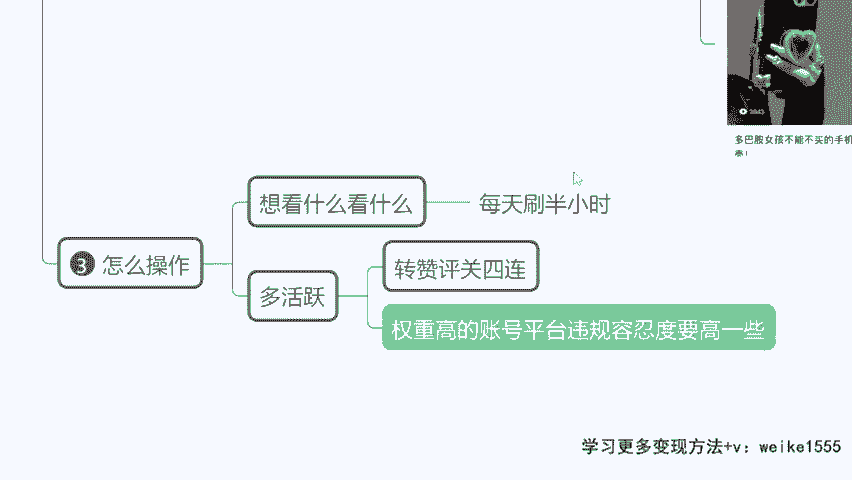 3843
多巴胺女孩不能不买的手机
壳！
想看什么看什么
每天刷半小时
❸ 怎么操作
转赞评关四连
多活跃
权重高的账号平台违规容忍度要高一些
学习更多变现方法+v：weike1555